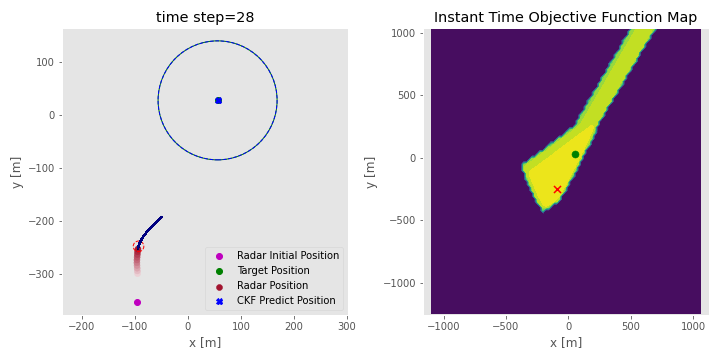 time step=28
y [m]
100
0
−100
−200
−300
−200
−100
0
100
200
300
x [m]
Radar Initial Position
Target Position
Radar Position
CKF Predict Position
Instant Time Objective Function Map
y [m]
1000
500
0
−500
−1000
−1000
−500
0
500
1000
x [m]